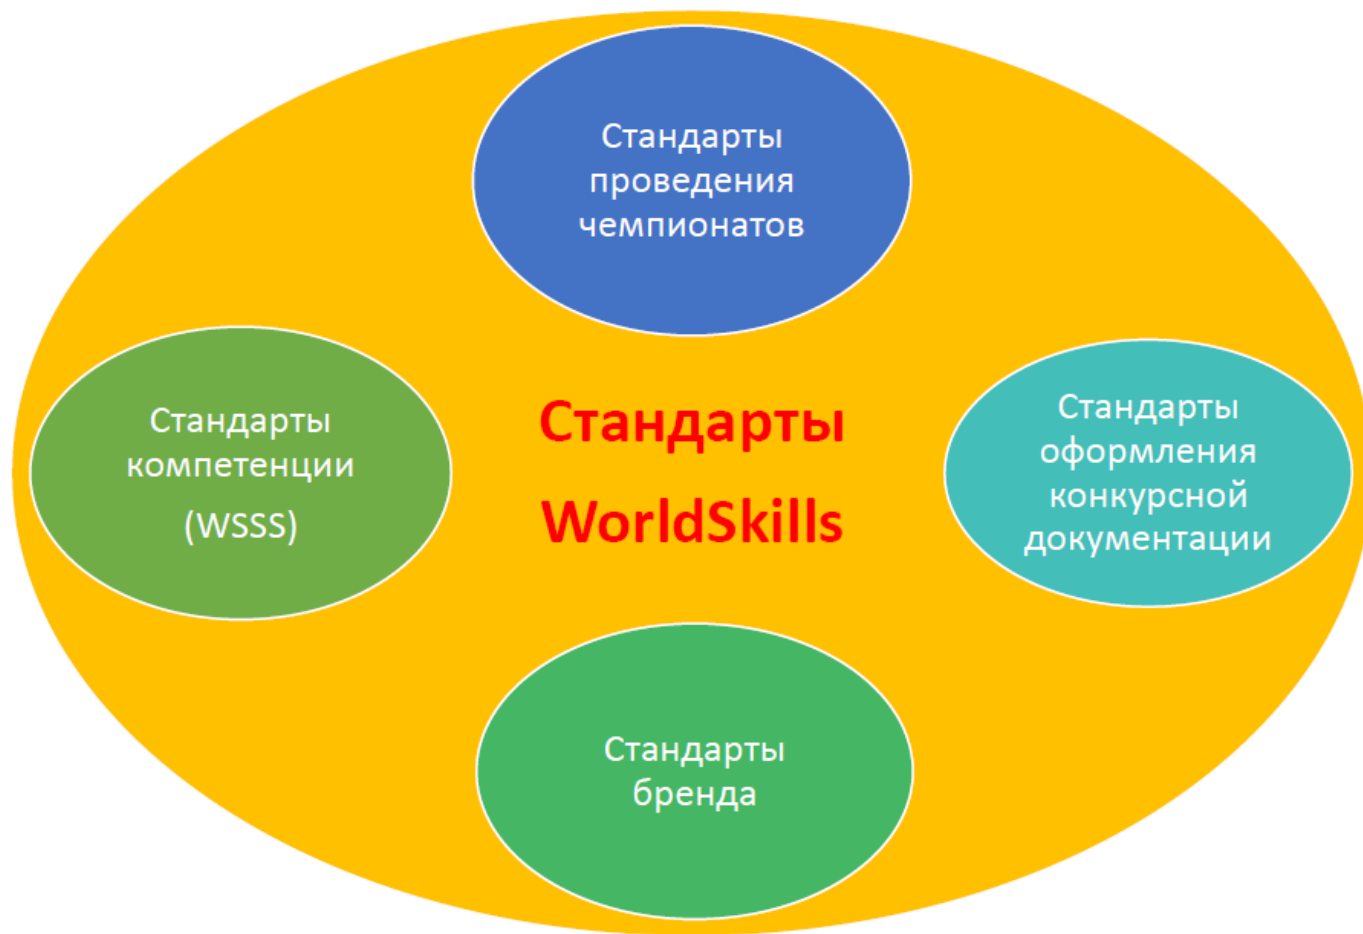 Стандарты
проведения
чемпионатов
Стандарты
компетенции
(WSSS)
Стандарты
WorldSkills
Стандарты
оформления
конкурсной
документации
Стандарты
бренда